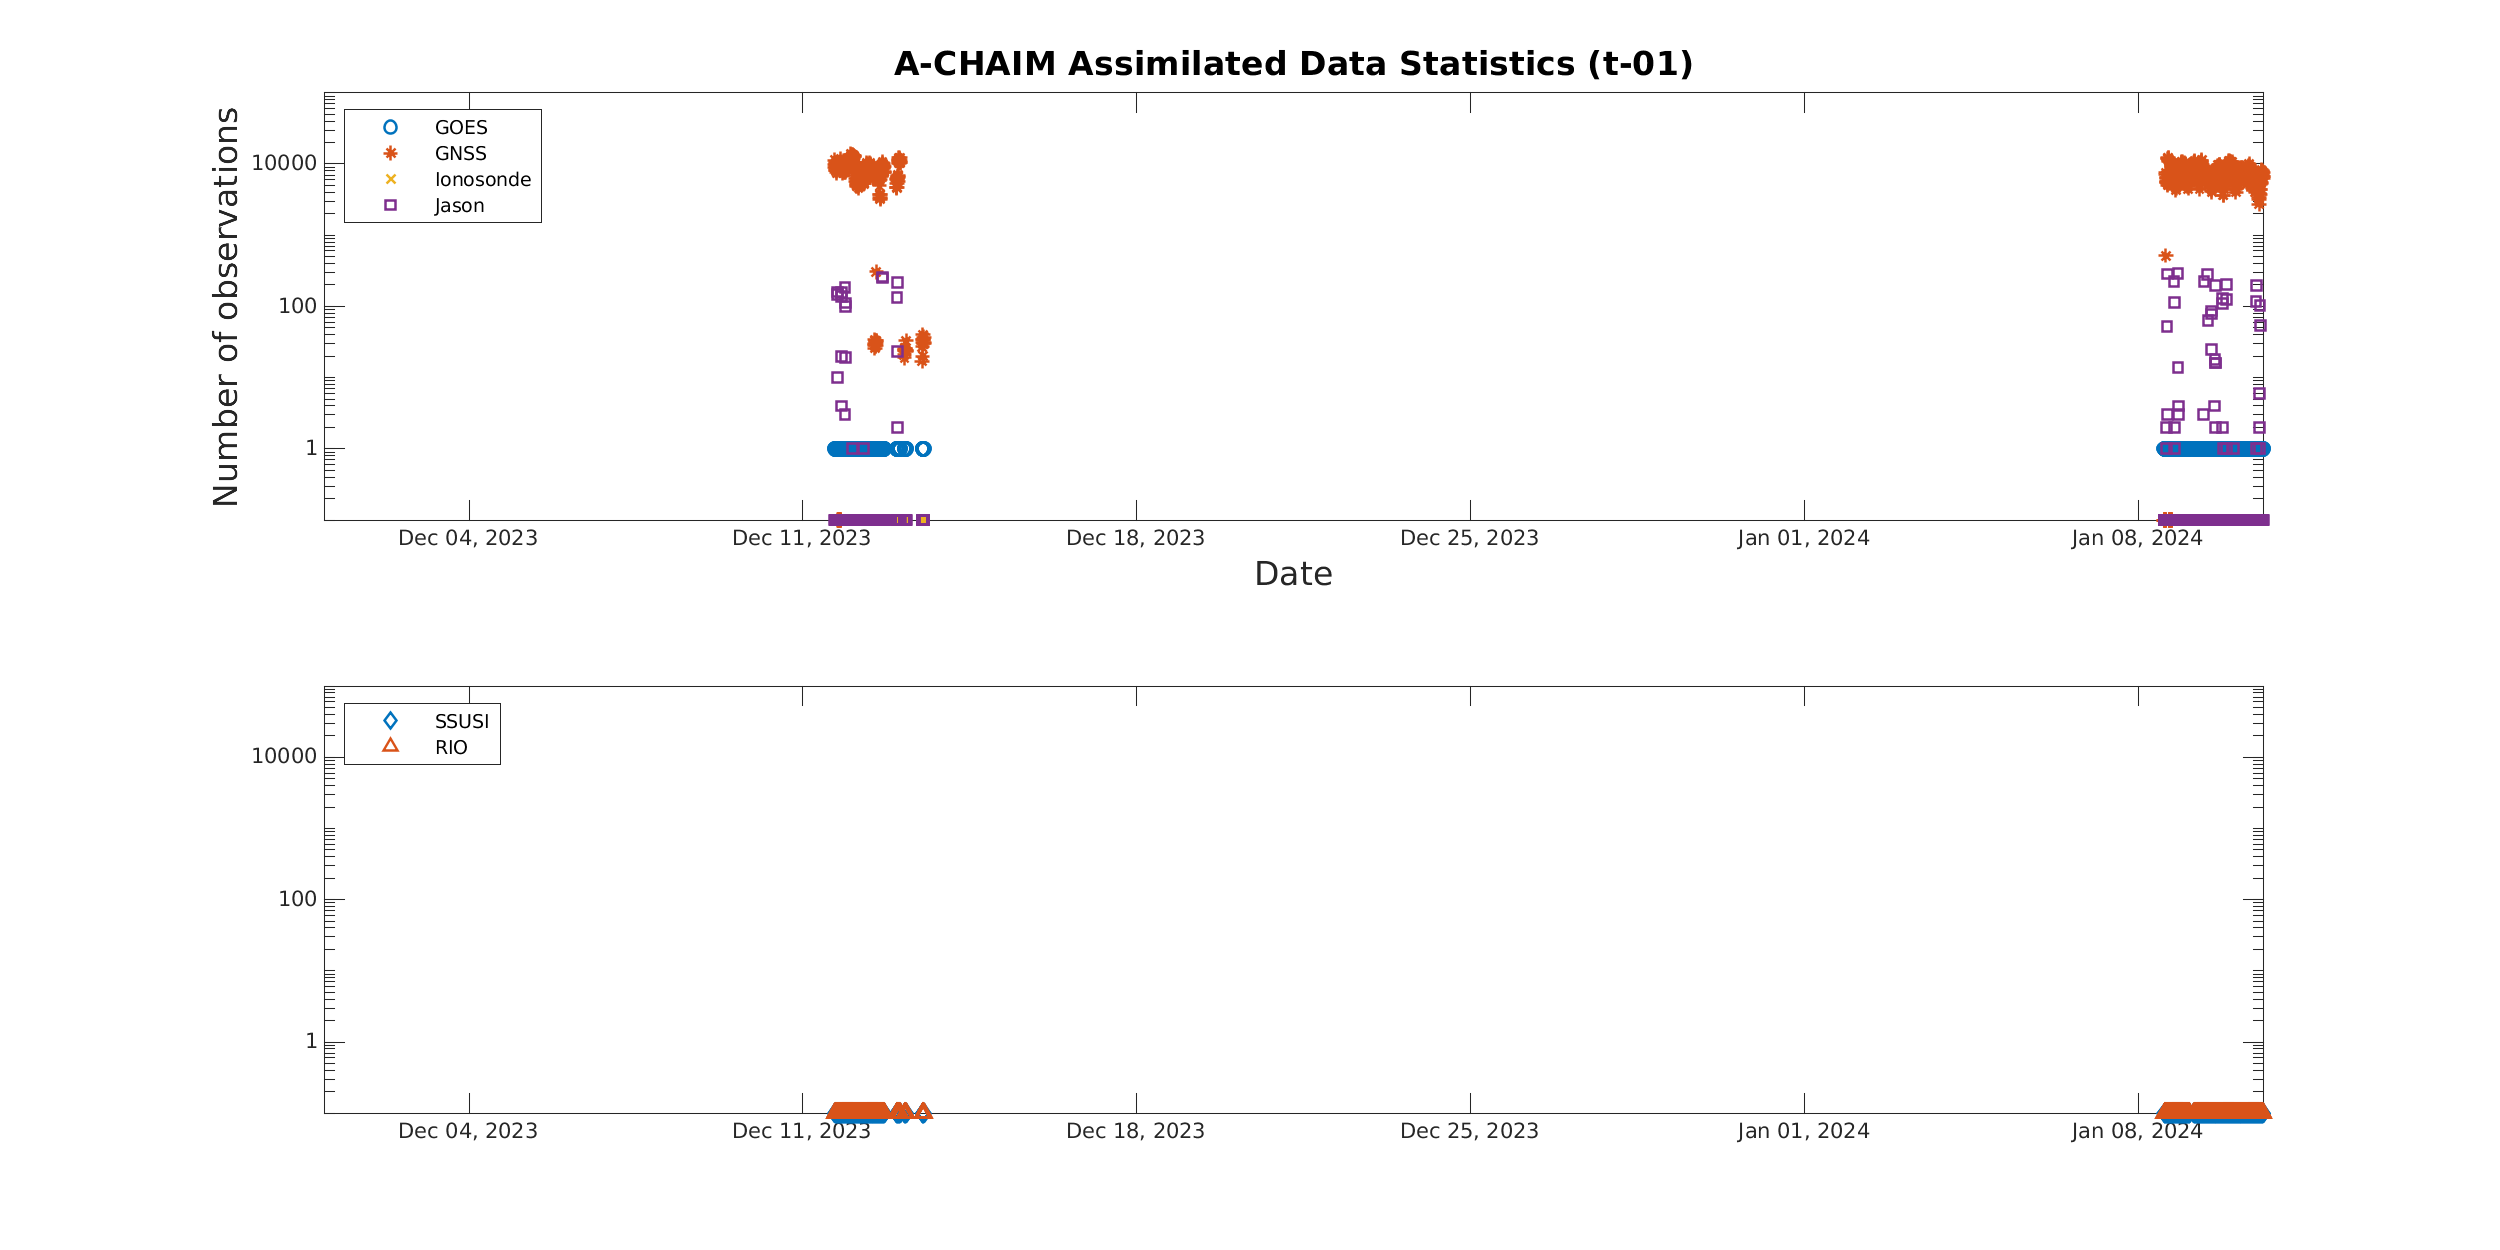 A-CHAIM Assimilated Data Statistics (t-01)
Number of observations
GOES
GNSS
Ionosonde
Jason
10000
100
1
Dec 04, 2023 Dec 11, 2023 Dec 18, 2023 Dec 25, 2023 Jan 01, 2024 Jan 08, 2024
Date
SSUSI
RIO
10000
100
1
Dec 04, 2023 Dec 11, 2023 Dec 18, 2023 Dec 25, 2023 Jan 01, 2024 Jan 08, 2024